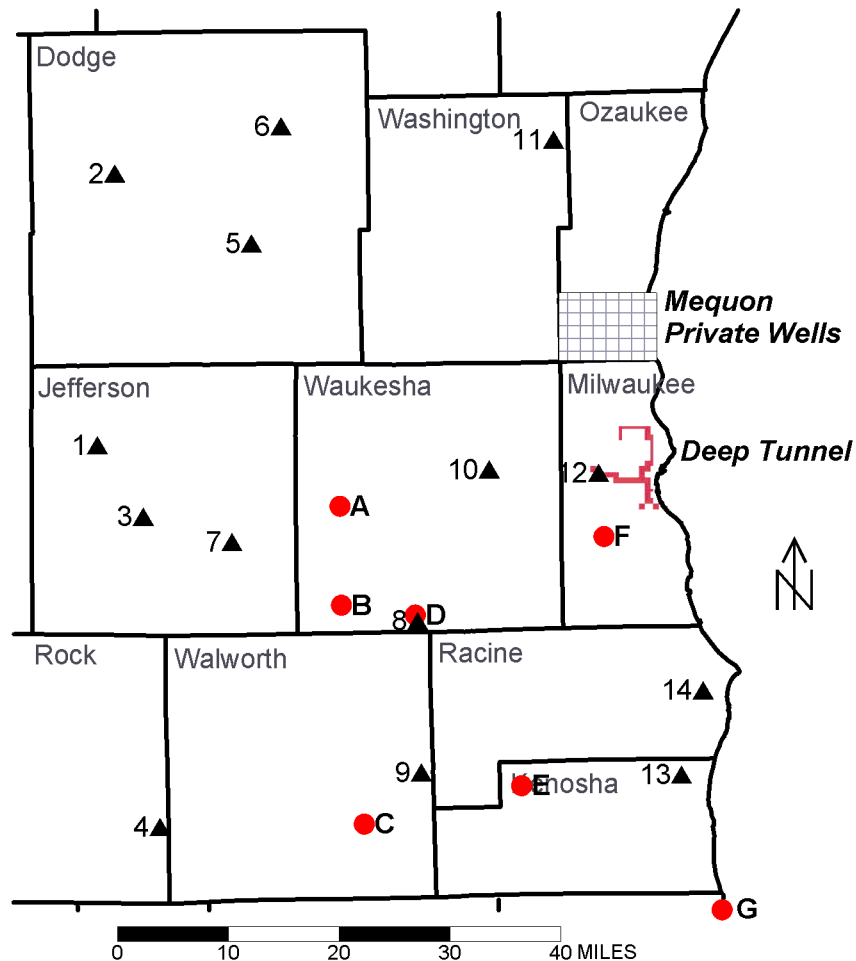 Dodge
Washington
Ozaukee
6
11
2
5
Mequon
Private Wells
Jefferson
Waukesha
Milwaukee
1
10
12
Deep Tunnel
A
3
7
F
B
D
8
N
Rock
Walworth
Racine
14
9
Kenosha
13
E
4
C
G
0 10 20 30 40 MILES